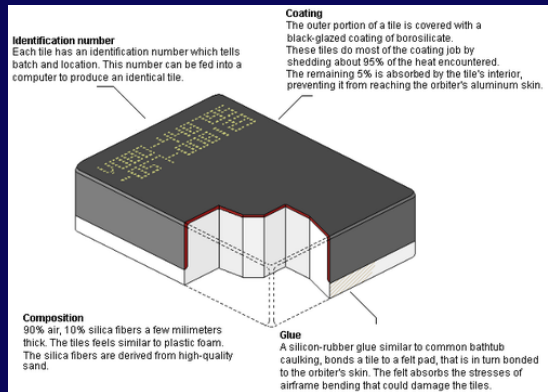 Identification number
Each tile has an identification number which tells
batch and location. This number can be fed into a
computer to produce an identical tile.
Coating
The outer portion of a tile is covered with a
black-glazed coating of borosilicate.
These tiles do most of the coating job by
shedding about 95% of the heat encountered.
The remaining 5% is absorbed by the tile's interior,
preventing it from reaching the orbiter's aluminum skin.
Composition
90% air, 10% silica fibers a few milimeters
thick. The tiles feels similar to plastic foam.
The silica fibers are derived from high-quality
sand.
Glue
A silicon-rubber glue similar to common bathtub
caulking, bonds a tile to a felt pad, that is in turn bonded
to the orbiter's skin. The felt absorbs the stresses of
airframe bending that could damage the tiles.